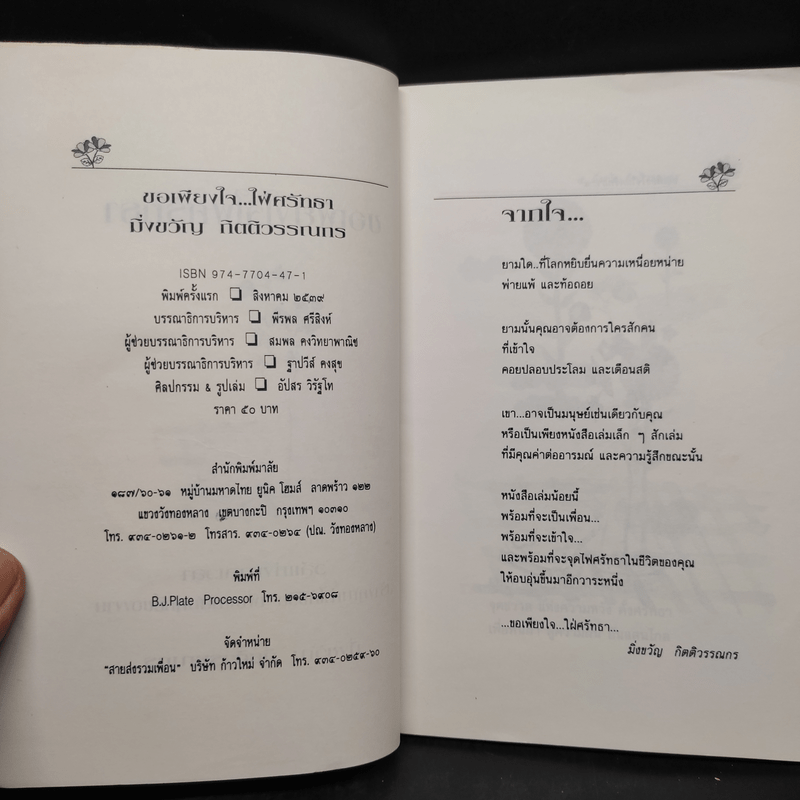 ขอเพียงใจ...ใฝ่ศรัทธา
มิ่งขวัญ กิตติวรรณกร
ISBN 974-7704-47-1
พิมพ์ครั้งแรก ❏ สิงหาคม ๒๕๓๙
บรรณาธิการบริหาร ❏ พีรพล ศรีสิงห์
ผู้ช่วยบรรณาธิการบริหาร ❏ สมพล คงวิทยาพาณิช
ผู้ช่วยบรรณาธิการบริหาร ❏ ฐาปวีส์ คงสุข
ศิลปกรรม & รูปเล่ม ❏ อัปสร วิรัฐโท
ราคา ๕๐ บาท
สำนักพิมพ์มาลัย
๑๘๗/๖๐-๖๑ หมู่บ้านมหาดไทย ยูนิค โฮมส์ ลาดพร้าว ๑๒๒
แขวงวังทองหลาง เขตบางกะปิ กรุงเทพฯ ๑๐๓๑๐
โทร. ๙๓๔-๐๒๖๑-๒ โทรสาร. ๙๓๔-๐๒๖๔ (ปณ. วังทองหลาง)
พิมพ์ที่
B.J.Plate Processor โทร. ๒๑๕-๖๙๐๘
จัดจำหน่าย
"สายส่งรวมเพื่อน" บริษัท ก้าวใหม่ จำกัด โทร. ๙๓๔-๐๒๕๙-๖๐
จากใจ...
ยามใด..ที่โลกหยิบยื่นความเหนื่อยหน่าย
พ่ายแพ้ และท้อถอย
ยามนั้นคุณอาจต้องการใครสักคน
ที่เข้าใจ
คอยปลอบประโลม และเตือนสติ
เขา...อาจเป็นมนุษย์เช่นเดียวกับคุณ
หรือเป็นเพียงหนังสือเล่มเล็ก ๆ สักเล่ม
ที่มีคุณค่าต่ออารมณ์ และความรู้สึกขณะนั้น
หนังสือเล่มน้อยนี้
พร้อมที่จะเป็นเพื่อน...
พร้อมที่จะเข้าใจ...
และพร้อมที่จะจุดไฟศรัทธาในชีวิตของคุณ
ให้อบอุ่นขึ้นมาอีกวาระหนึ่ง
...ขอเพียงใจ...ใฝ่ศรัทธา...
มิ่งขวัญ กิตติวรรณกร